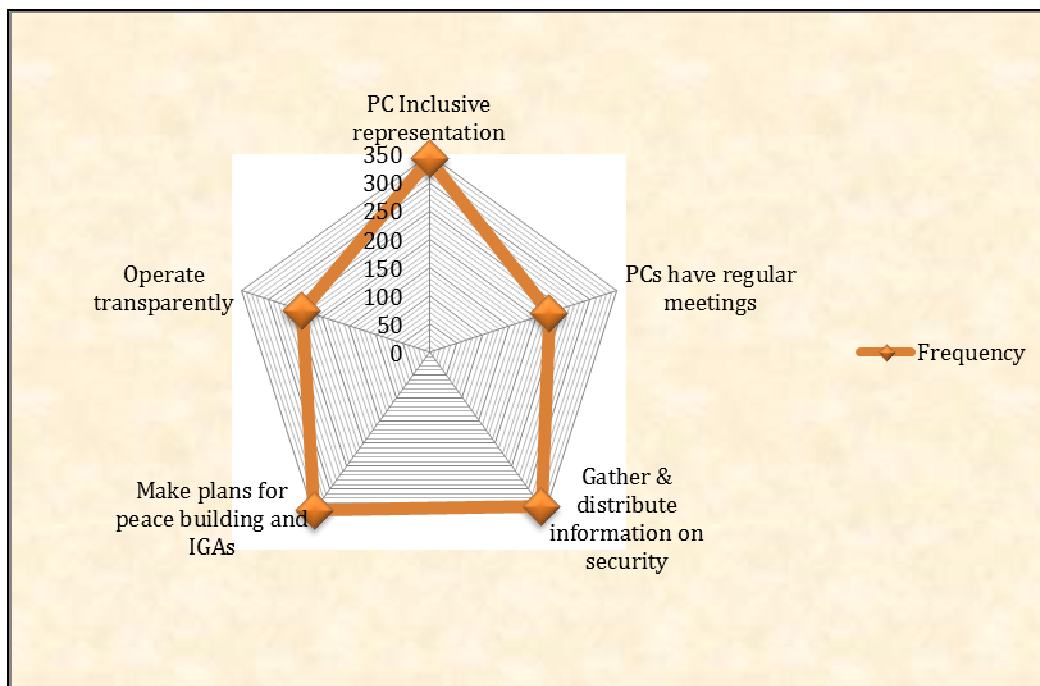 PC Inclusive
representation
350
300
250
200
150
100
50
0
PCs have regular
meetings
Gather &
distribute
information on
security
Make plans for
peace building and
IGAs
Operate
transparently
Frequency